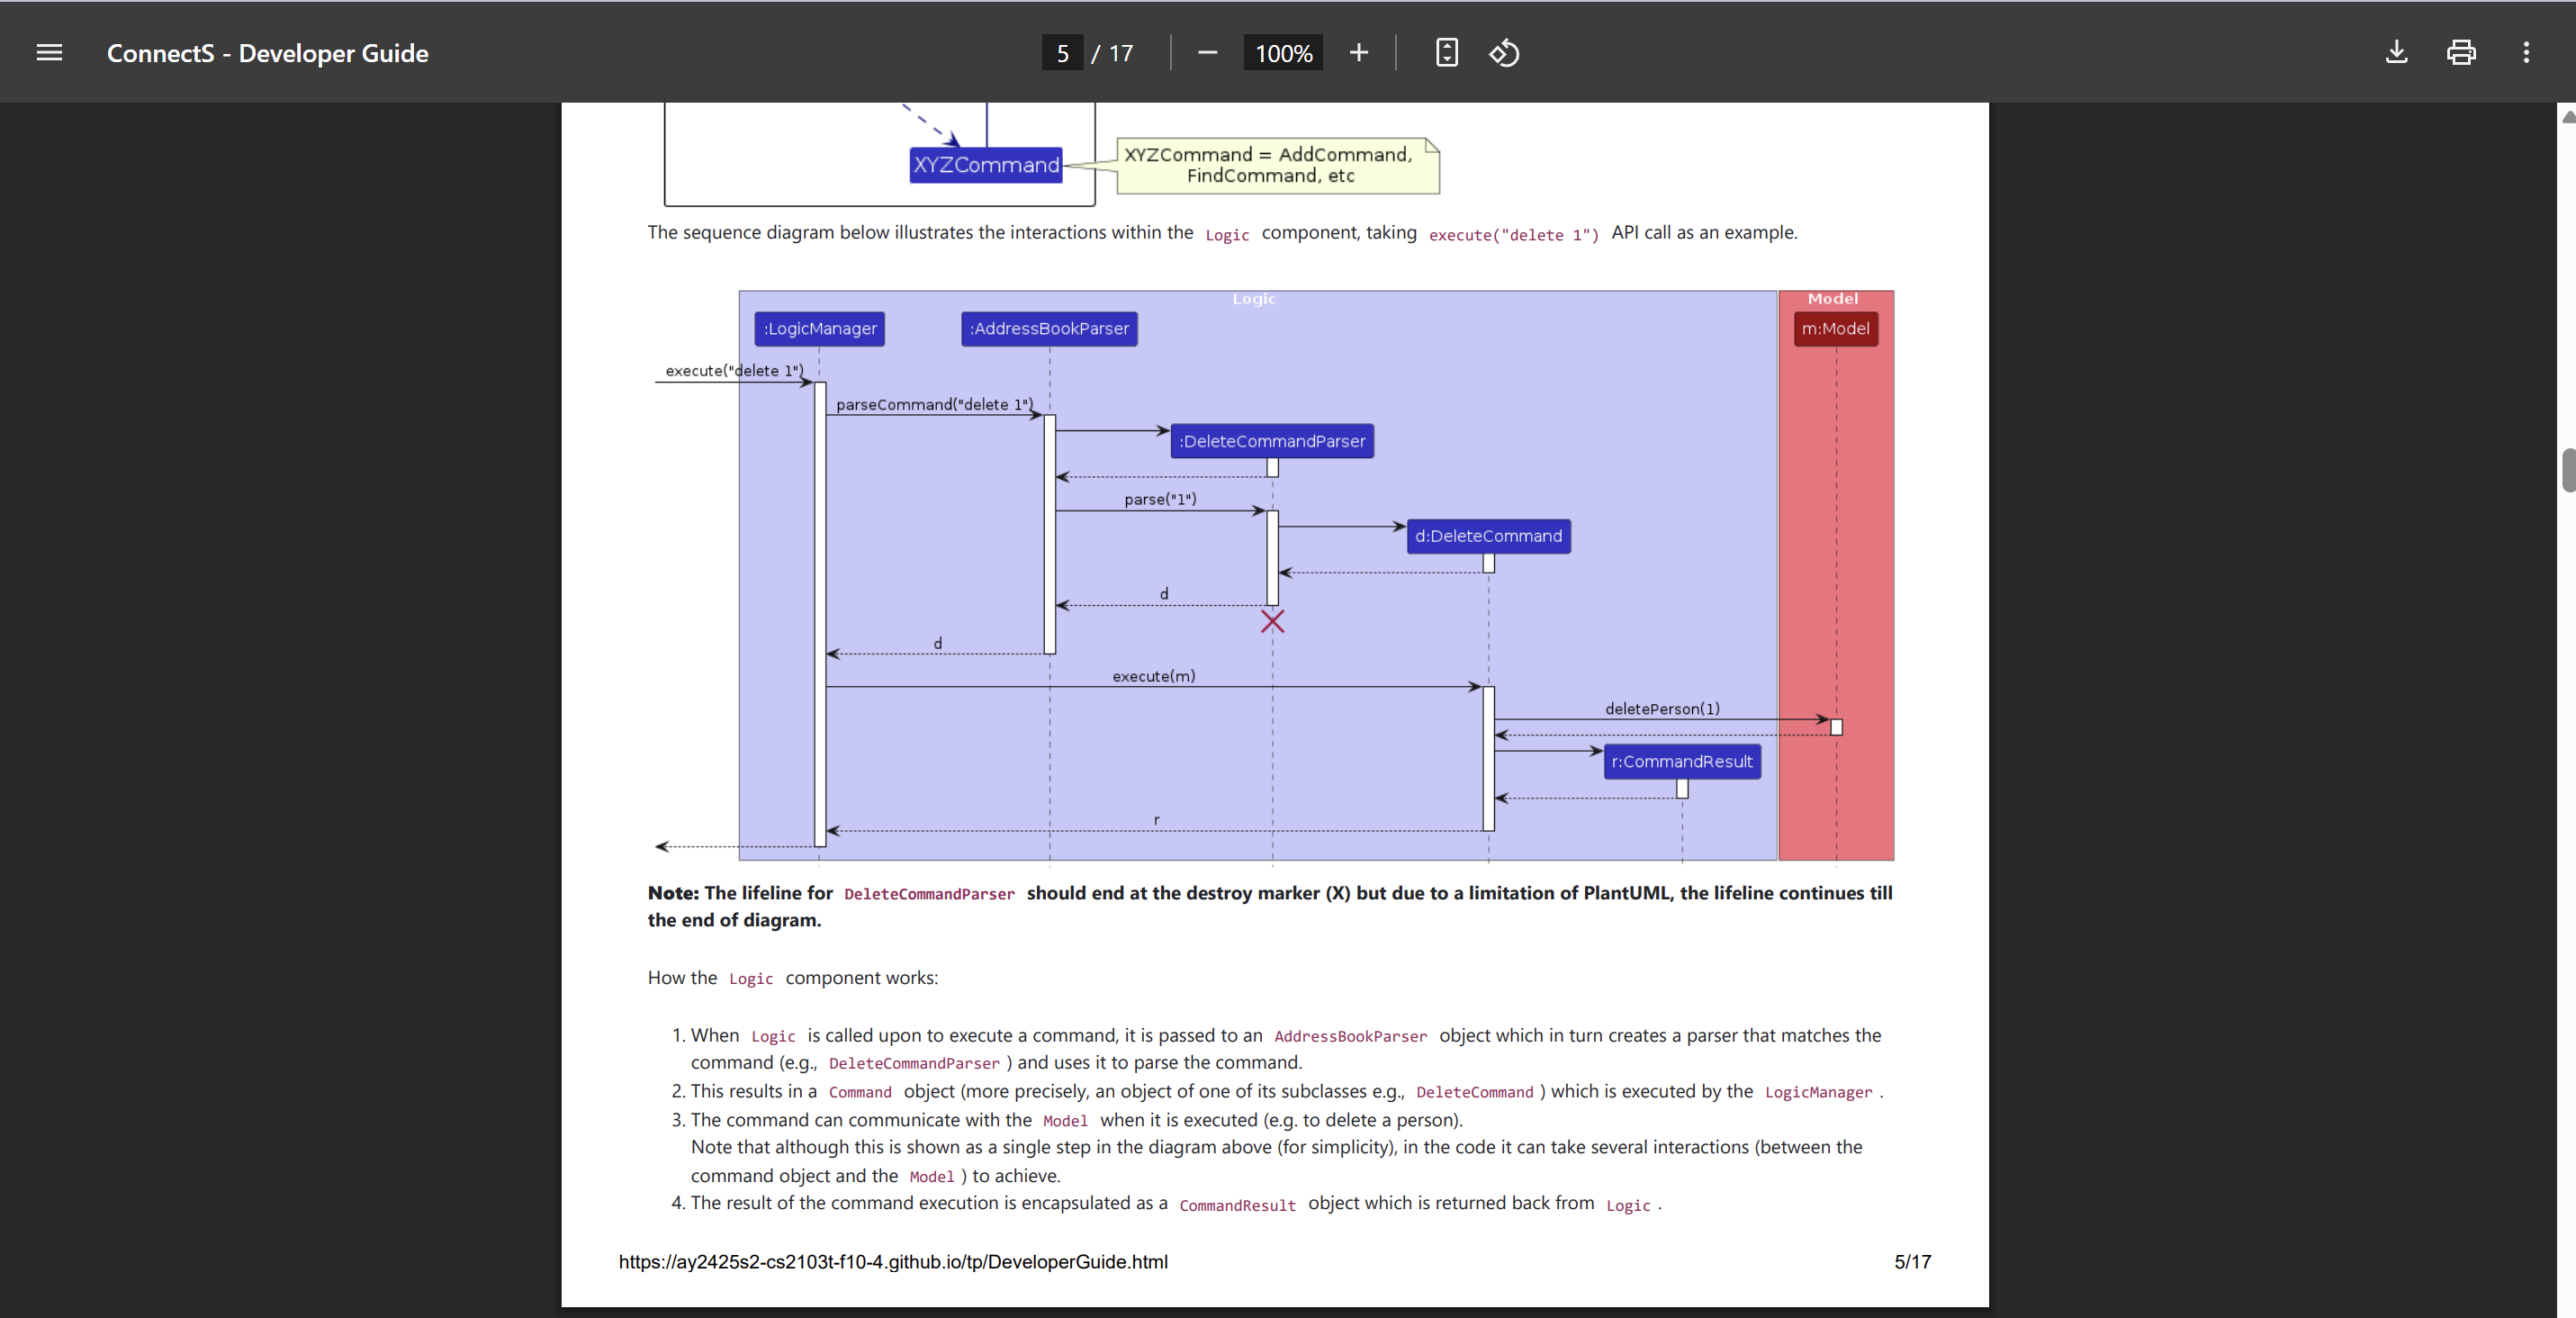 ConnectS - Developer Guide
5 / 17
100%
XYZCommand
XYZCommand = AddCommand,
FindCommand, etc
The sequence diagram below illustrates the interactions within the Logic component, taking execute("delete 1") API call as an example.
Logic
Model
:LogicManager
:AddressBookParser
m:Model
execute("delete 1")
parseCommand("delete 1")
:DeleteCommandParser
parse("1")
d:DeleteCommand
d
d
execute(m)
deletePerson(1)
r:CommandResult
r
Note: The lifeline for DeleteCommandParser should end at the destroy marker (X) but due to a limitation of PlantUML, the lifeline continues till
the end of diagram.
How the Logic component works:
1. When Logic is called upon to execute a command, it is passed to an AddressBookParser object which in turn creates a parser that matches the
command (e.g., DeleteCommandParser ) and uses it to parse the command.
2. This results in a Command object (more precisely, an object of one of its subclasses e.g., DeleteCommand ) which is executed by the LogicManager .
3. The command can communicate with the Model when it is executed (e.g. to delete a person).
Note that although this is shown as a single step in the diagram above (for simplicity), in the code it can take several interactions (between the
command object and the Model ) to achieve.
4. The result of the command execution is encapsulated as a CommandResult object which is returned back from Logic .
https://ay2425s2-cs2103t-f10-4.github.io/tp/DeveloperGuide.html
5/17